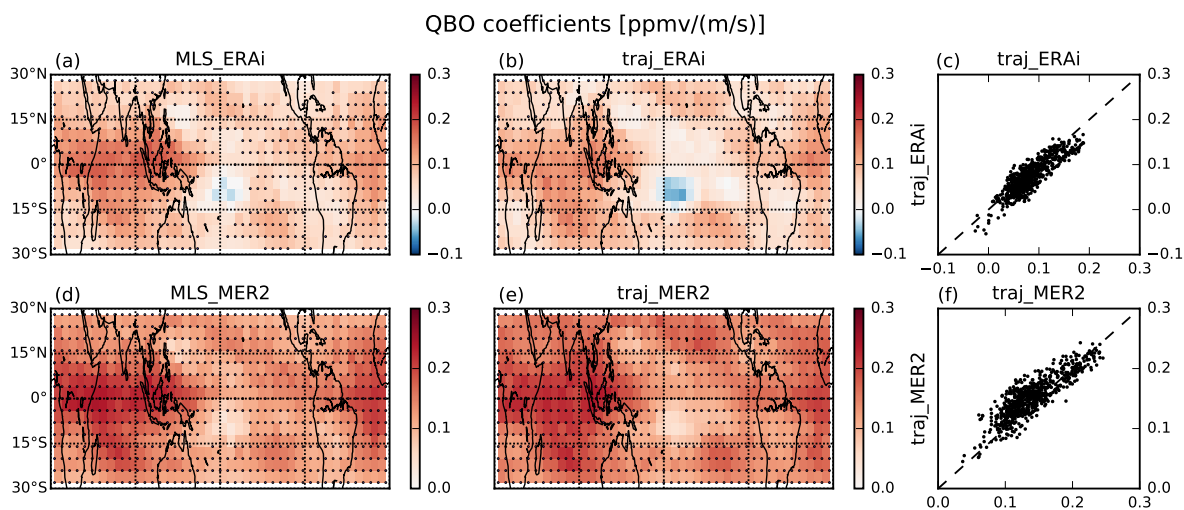 QBO coefficients [ppmv/(m/s)]
(a) MLS_ERAi
30°N
15°N
0°
15°S
30°S
0.3
0.2
0.1
0.0
−0.1
(b) traj_ERAi
0.3
0.2
0.1
0.0
−0.1
(c) traj_ERAi
traj_ERAi
0.3
0.2
0.1
0.0
−0.1
−0.1 0.0 0.1 0.2 0.3
(d) MLS_MER2
30°N
15°N
0°
15°S
30°S
0.3
0.2
0.1
0.0
(e) traj_MER2
0.3
0.2
0.1
0.0
(f) traj_MER2
traj_MER2
0.3
0.2
0.1
0.0
0.0 0.1 0.2 0.3